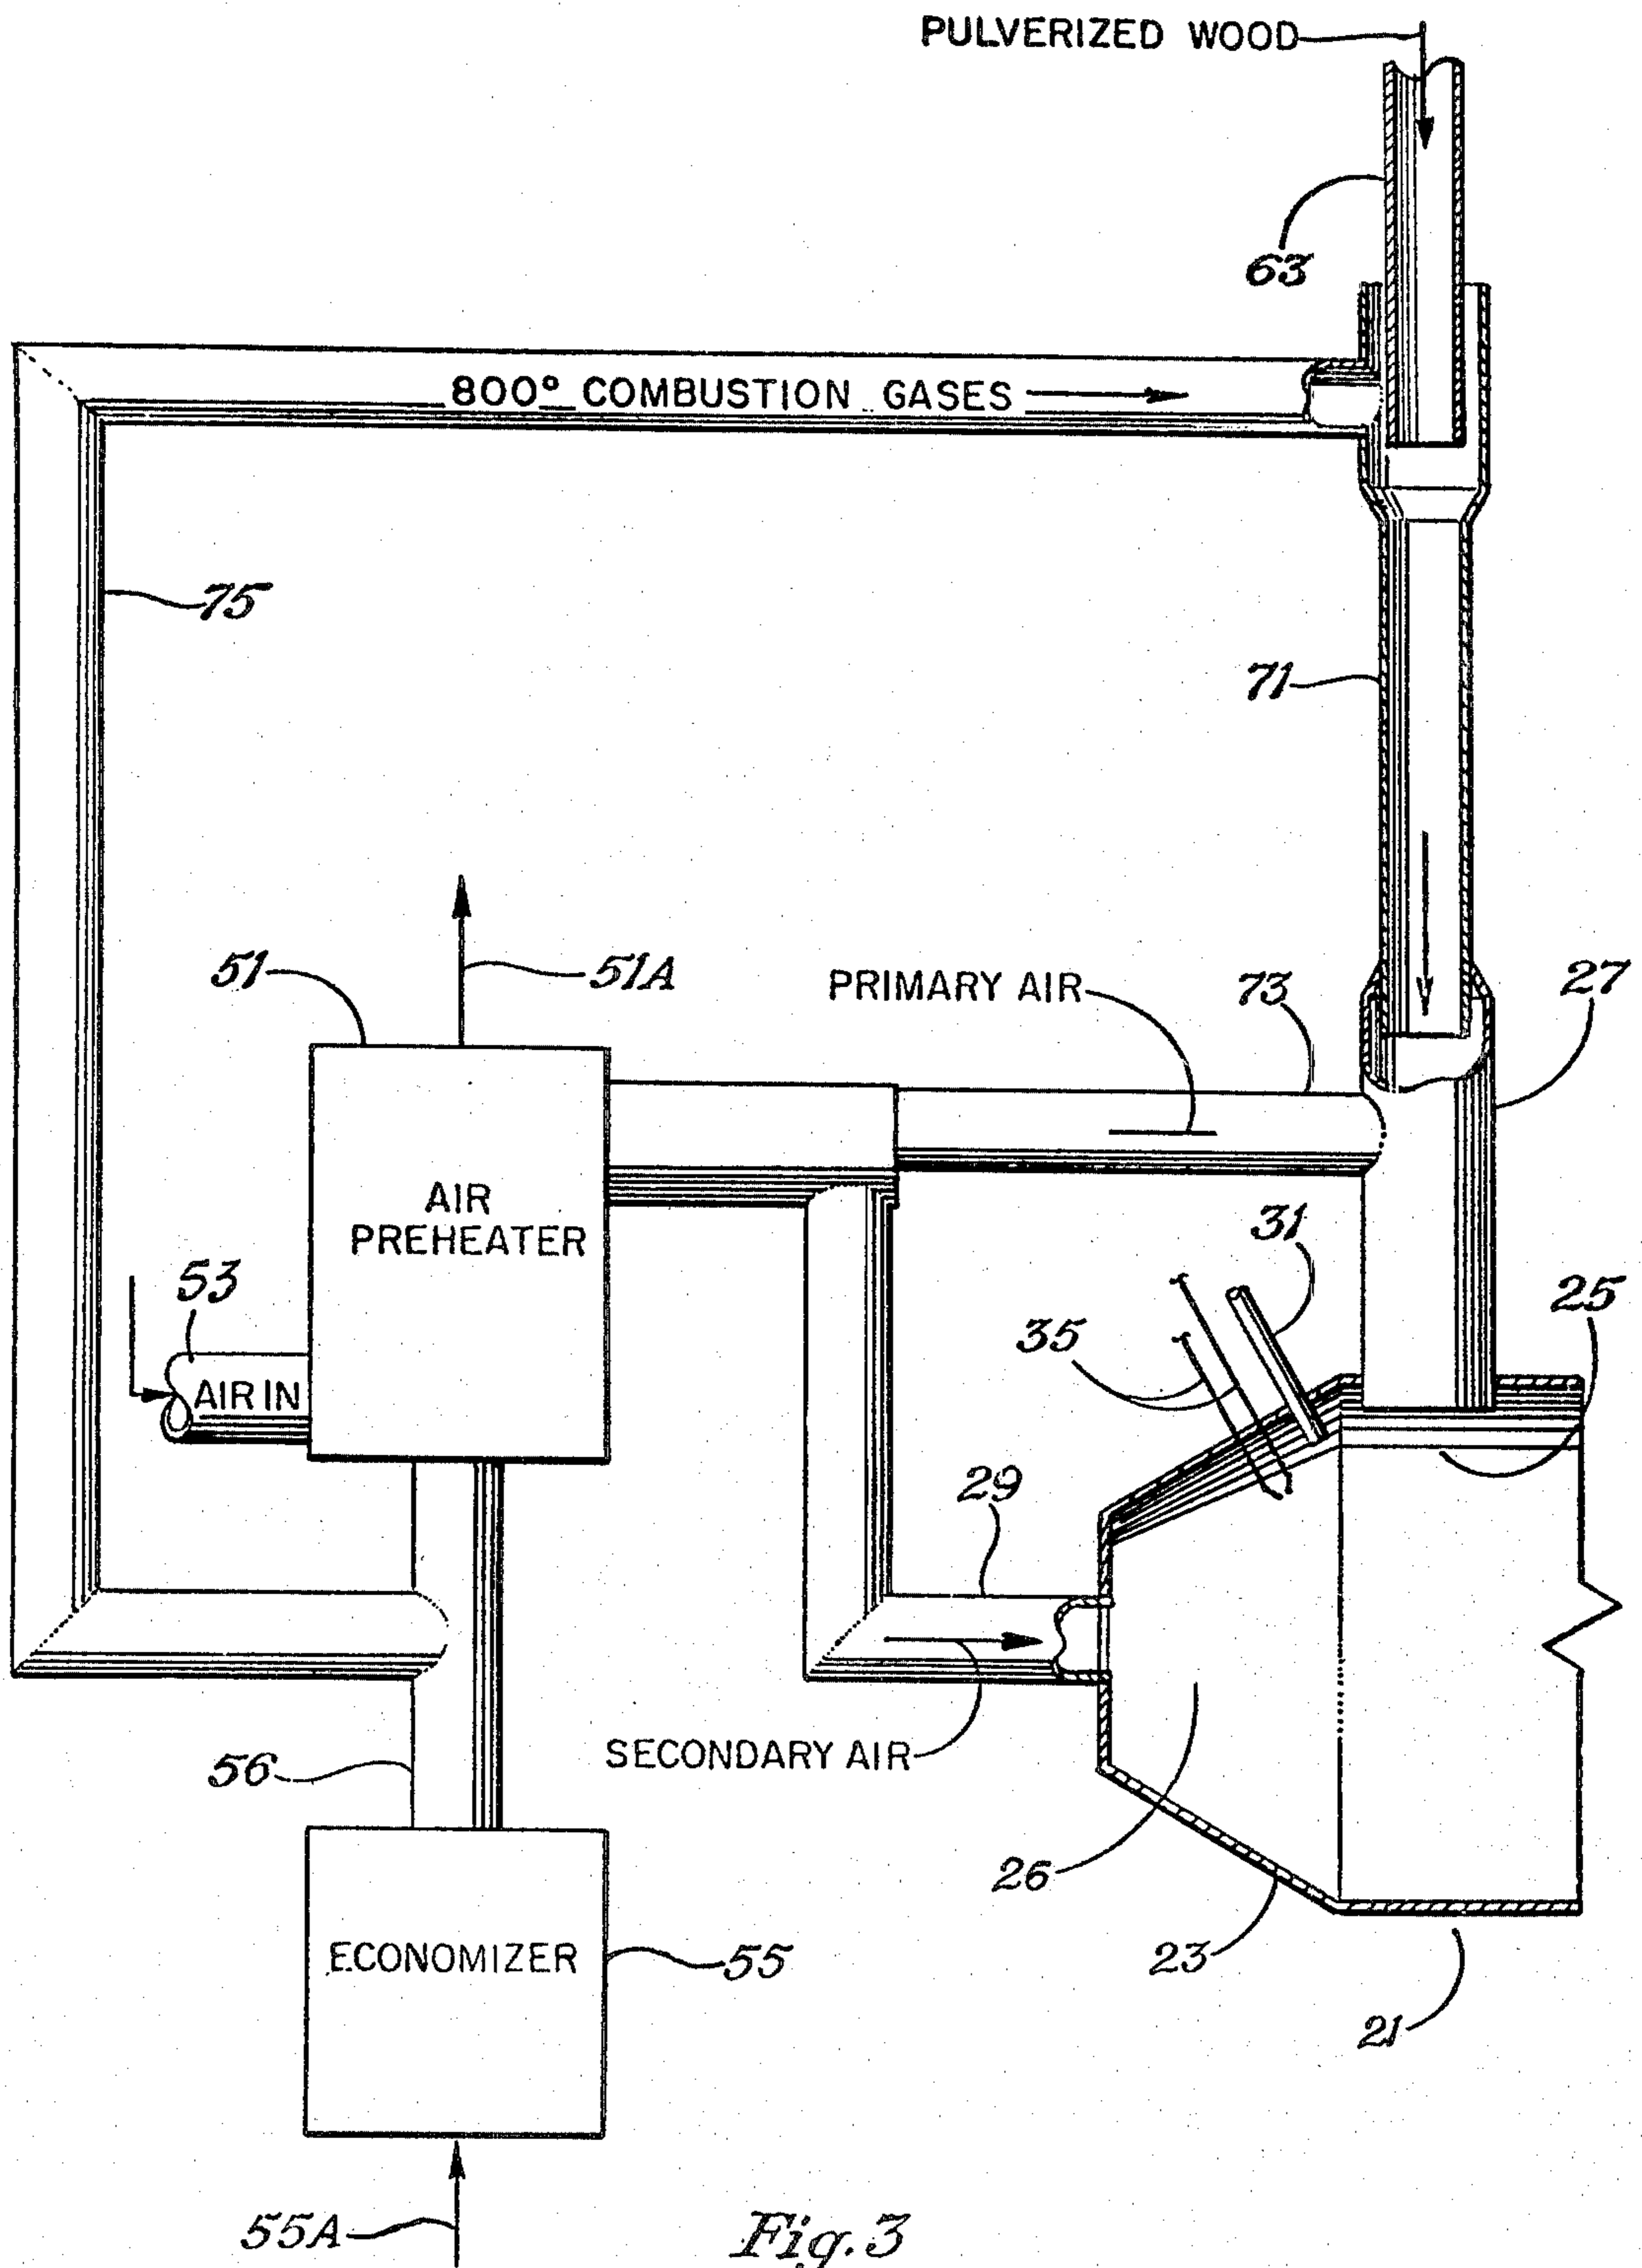 PULVERIZED WOOD
63
800° COMBUSTION GASES
75
71
51
51A
PRIMARY AIR
73
27
AIR
PREHEATER
31
53
25
35
AIR IN
29
SECONDARY AIR
56
26
ECONOMIZER
55
23
21
55A
Fig. 3